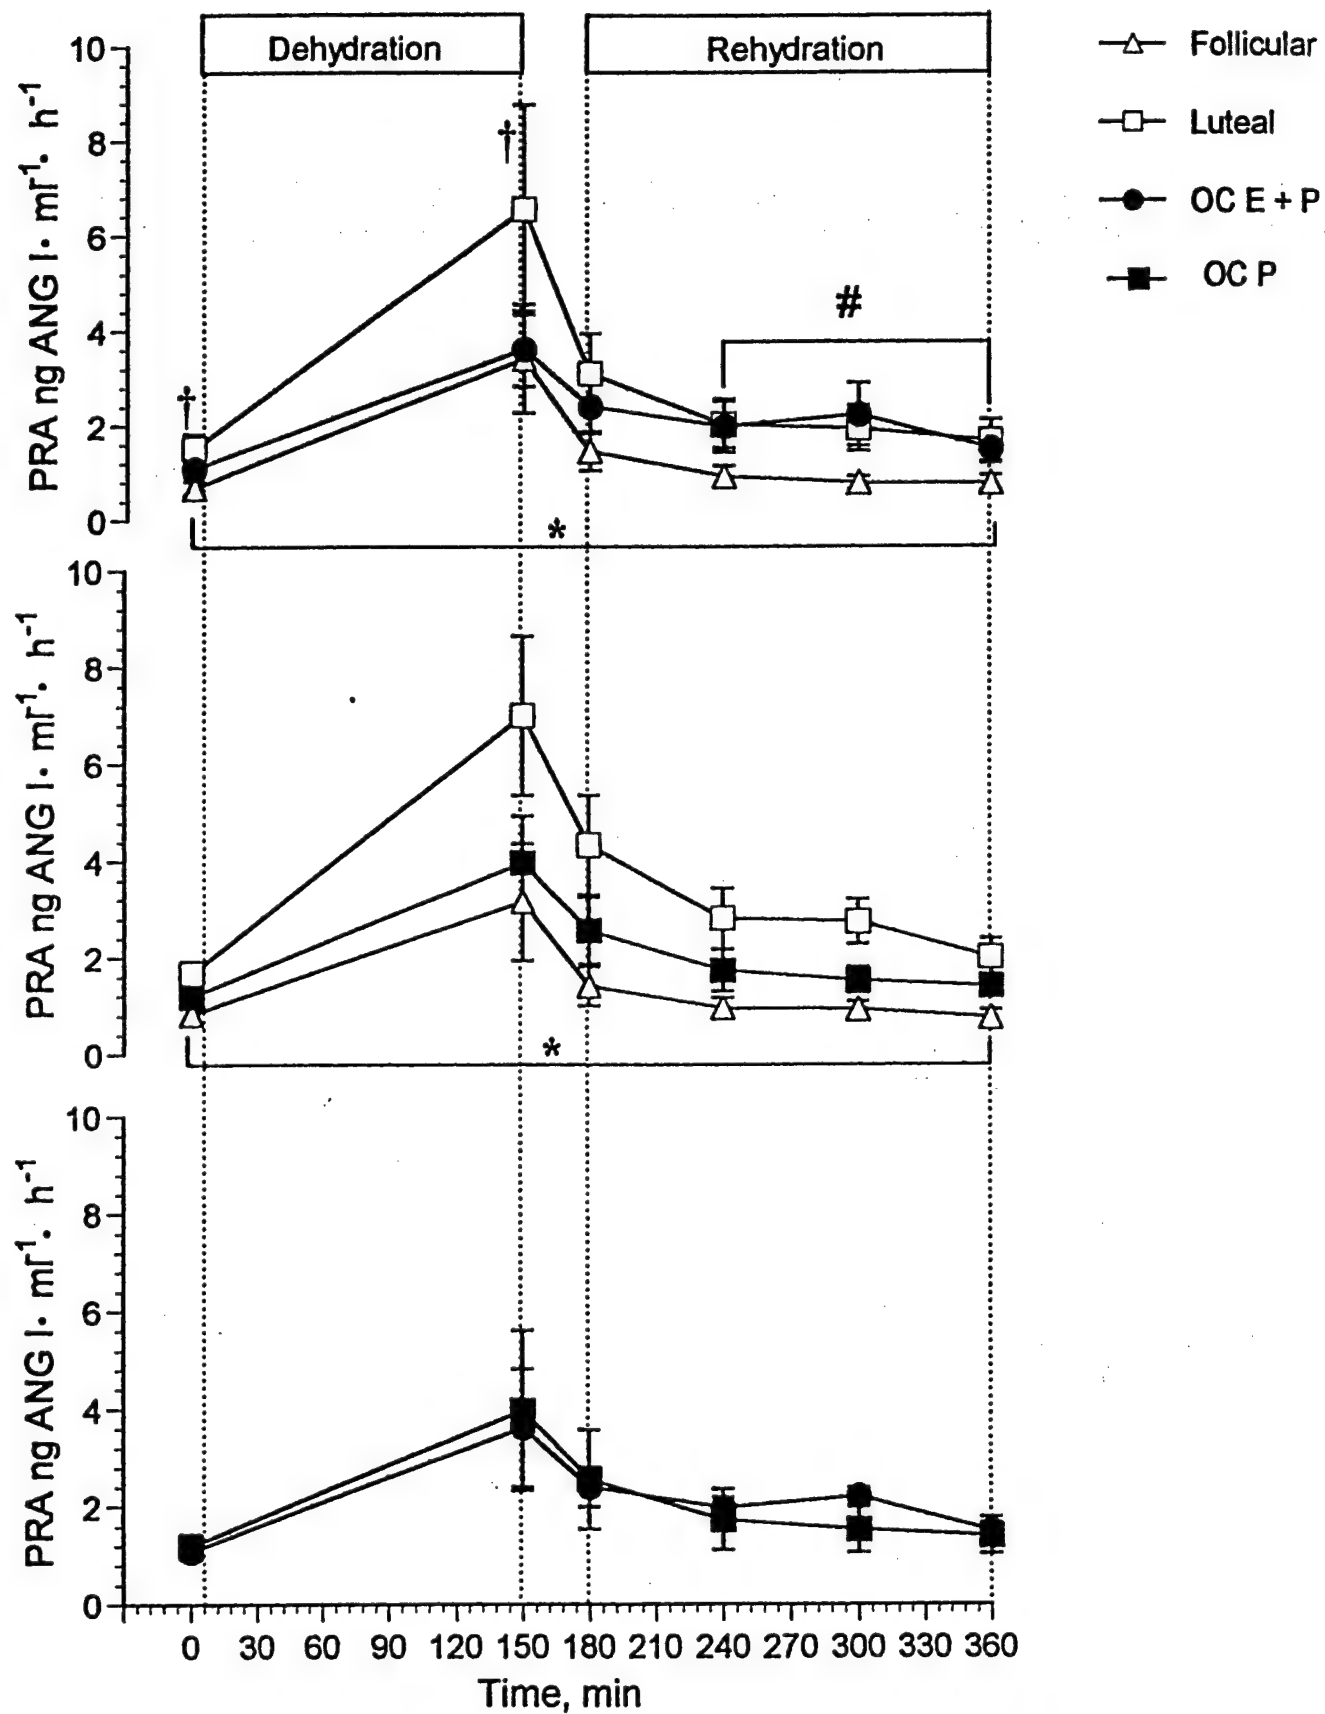 Dehydration
Rehydration
Follicular
Luteal
OC E + P
OC P
PRA ng ANG I· ml⁻¹· h⁻¹
10
8
6
4
2
0
†
†
#
*
PRA ng ANG I· ml⁻¹· h⁻¹
10
8
6
4
2
0
*
PRA ng ANG I· ml⁻¹· h⁻¹
10
8
6
4
2
0
0 30 60 90 120 150 180 210 240 270 300 330 360
Time, min